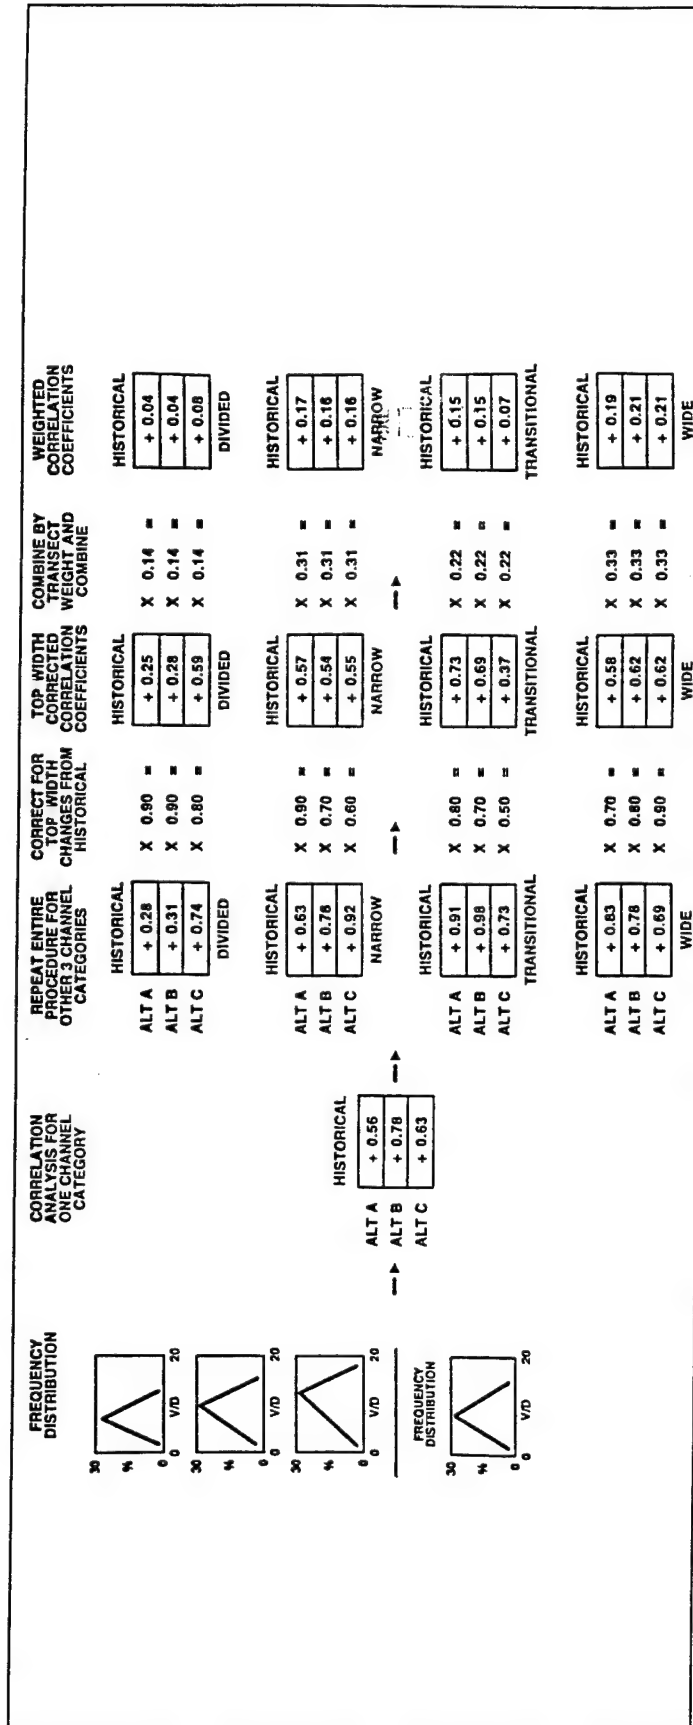 FREQUENCY
DISTRIBUTION
30
%
0
0 V/D 20
30
%
0
0 V/D 20
30
%
0
0 V/D 20
FREQUENCY
DISTRIBUTION
30
%
0
0 V/D 20
CORRELATION
ANALYSIS FOR
ONE CHANNEL
CATEGORY
HISTORICAL
ALT A + 0.56
ALT B + 0.78
ALT C + 0.63
REPEAT ENTIRE
PROCEDURE FOR
OTHER 3 CHANNEL
CATEGORIES
CORRECT FOR
TOP WIDTH
CHANGES FROM
HISTORICAL
TOP WIDTH
CORRECTED
CORRELATION
COEFFICIENTS
COMBINE BY
TRANSECT
WEIGHT AND
COMBINE
WEIGHTED
CORRELATION
COEFFICIENTS
HISTORICAL HISTORICAL HISTORICAL
ALT A + 0.28 X 0.90 = + 0.25 X 0.14 = + 0.04
ALT B + 0.31 X 0.90 = + 0.28 X 0.14 = + 0.04
ALT C + 0.74 X 0.80 = + 0.59 X 0.14 = + 0.08
DIVIDED DIVIDED DIVIDED
HISTORICAL HISTORICAL HISTORICAL
ALT A + 0.63 X 0.90 = + 0.57 X 0.31 = + 0.17
ALT B + 0.78 X 0.70 = + 0.54 X 0.31 = + 0.16
ALT C + 0.92 X 0.60 = + 0.55 X 0.31 = + 0.16
NARROW NARROW NARROW
HISTORICAL HISTORICAL HISTORICAL
ALT A + 0.91 X 0.80 = + 0.73 X 0.22 = + 0.15
ALT B + 0.98 X 0.70 = + 0.69 X 0.22 = + 0.15
ALT C + 0.73 X 0.50 = + 0.37 X 0.22 = + 0.07
TRANSITIONAL TRANSITIONAL TRANSITIONAL
HISTORICAL HISTORICAL HISTORICAL
ALT A + 0.83 X 0.70 = + 0.58 X 0.33 = + 0.19
ALT B + 0.78 X 0.80 = + 0.62 X 0.33 = + 0.21
ALT C + 0.69 X 0.90 = + 0.62 X 0.33 = + 0.21
WIDE WIDE WIDE